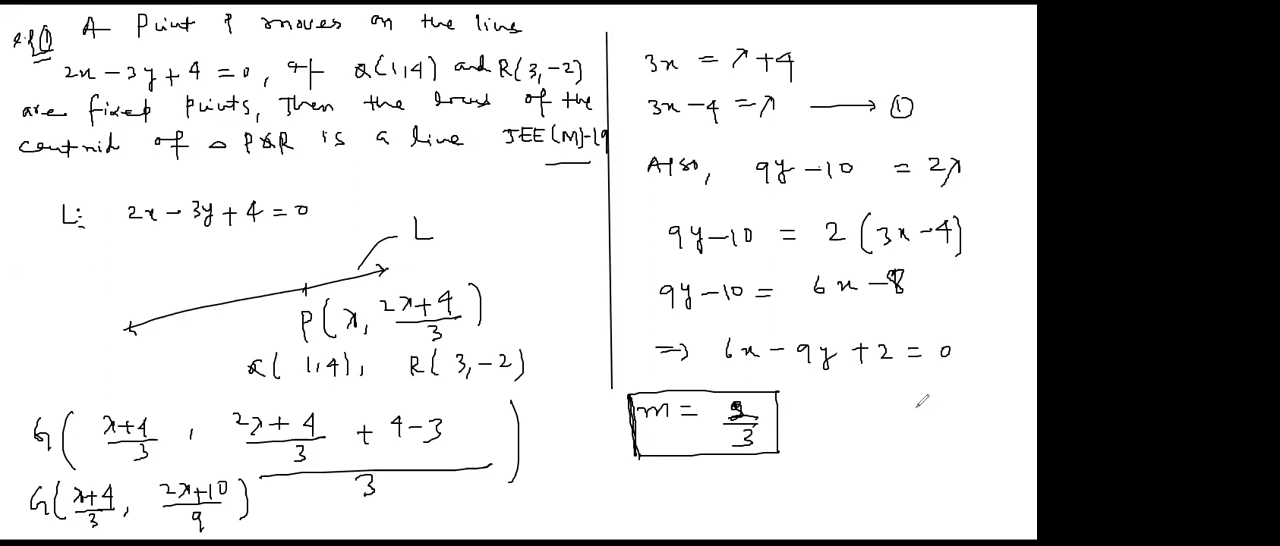 A Point P moves on the line
2x - 3y + 4 = 0, If Q(1,4) and R(3,-2)
are fixed points, Then the locus of the
centroid of △ PQR is a line JEE(M)-19
L: 2x - 3y + 4 = 0
L
P(λ, (2λ+4)/3)
Q(1,4), R(3,-2)
G((λ+4)/3, ((2λ+4)/3 + 4-3)/3)
G((λ+4)/3, (2λ+10)/9)
3x = λ+4
3x-4 = λ ⟶ ①
Also, 9y-10 = 2λ
9y-10 = 2(3x-4)
9y-10 = 6x-8
=> 6x - 9y + 2 = 0
m = 2/3